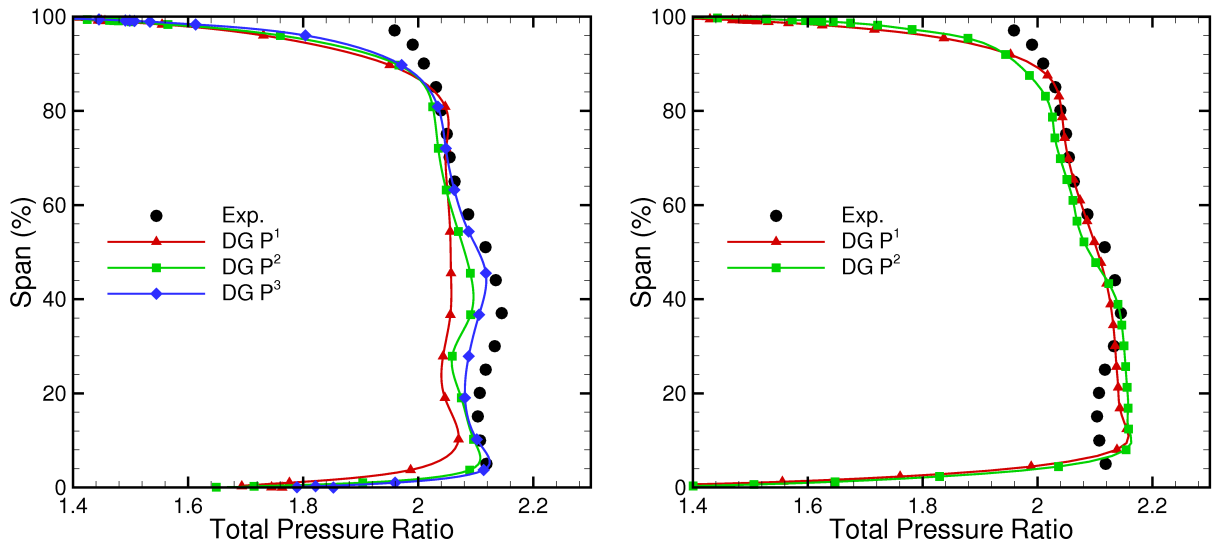 100
80
60
40
20
0
Span (%)
1.4
1.6
1.8
2
2.2
Total Pressure Ratio
Exp.
DG P¹
DG P²
DG P³
100
80
60
40
20
0
Span (%)
1.4
1.6
1.8
2
2.2
Total Pressure Ratio
Exp.
DG P¹
DG P²